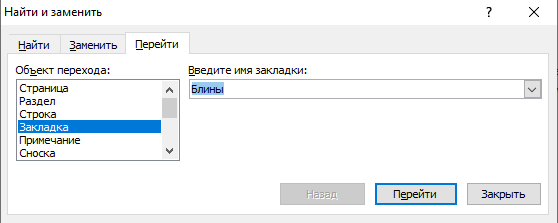 Найти и заменить
Найти Заменить Перейти
Объект перехода: Введите имя закладки:
Страница
Раздел
Строка
Закладка
Примечание
Сноска
Блины
Назад Перейти Закрыть